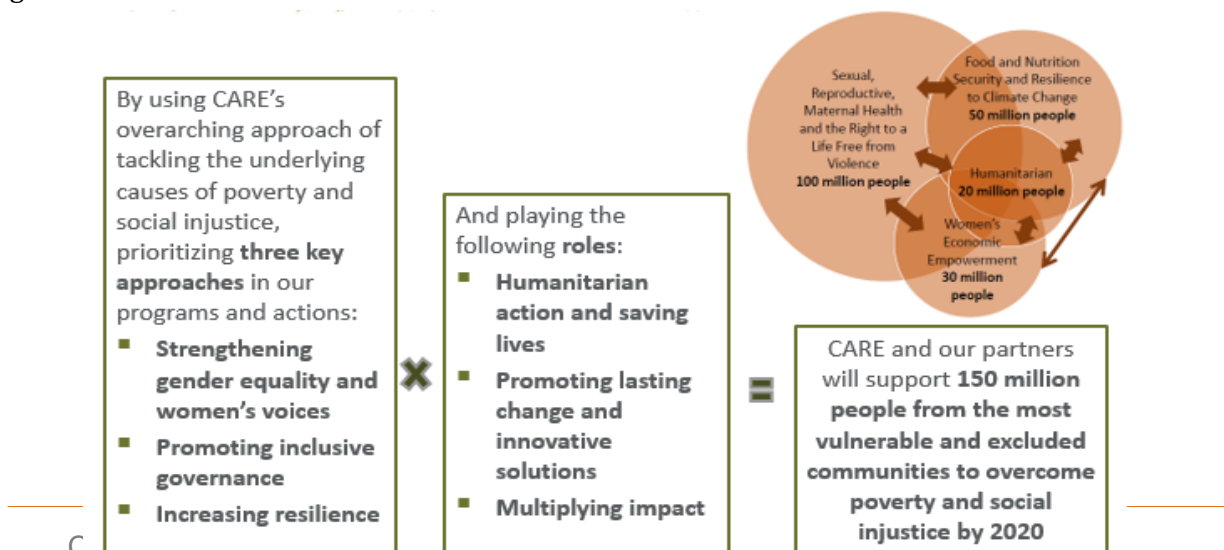 By using CARE's
overarching approach of
tackling the underlying
causes of poverty and
social injustice,
prioritizing three key
approaches in our
programs and actions:
▪ Strengthening
gender equality and
women's voices
▪ Promoting inclusive
governance
▪ Increasing resilience
And playing the
following roles:
▪ Humanitarian
action and saving
lives
▪ Promoting lasting
change and
innovative
solutions
▪ Multiplying impact
Sexual,
Reproductive,
Maternal Health
and the Right to a
Life Free from
Violence
100 million people
Food and Nutrition
Security and Resilience
to Climate Change
50 million people
Humanitarian
20 million people
Women's
Economic
Empowerment
30 million
people
CARE and our partners
will support 150 million
people from the most
vulnerable and excluded
communities to overcome
poverty and social
injustice by 2020